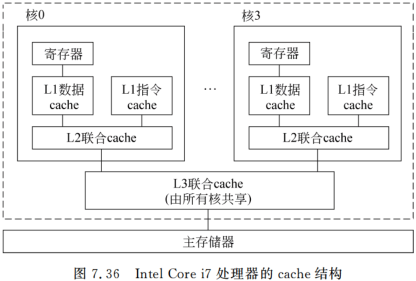 核0
核3
寄存器
寄存器
L1数据
cache
L1指令
cache
…
L1数据
cache
L1指令
cache
L2联合cache
L2联合cache
L3联合cache
(由所有核共享)
主存储器
图 7.36 Intel Core i7 处理器的 cache 结构